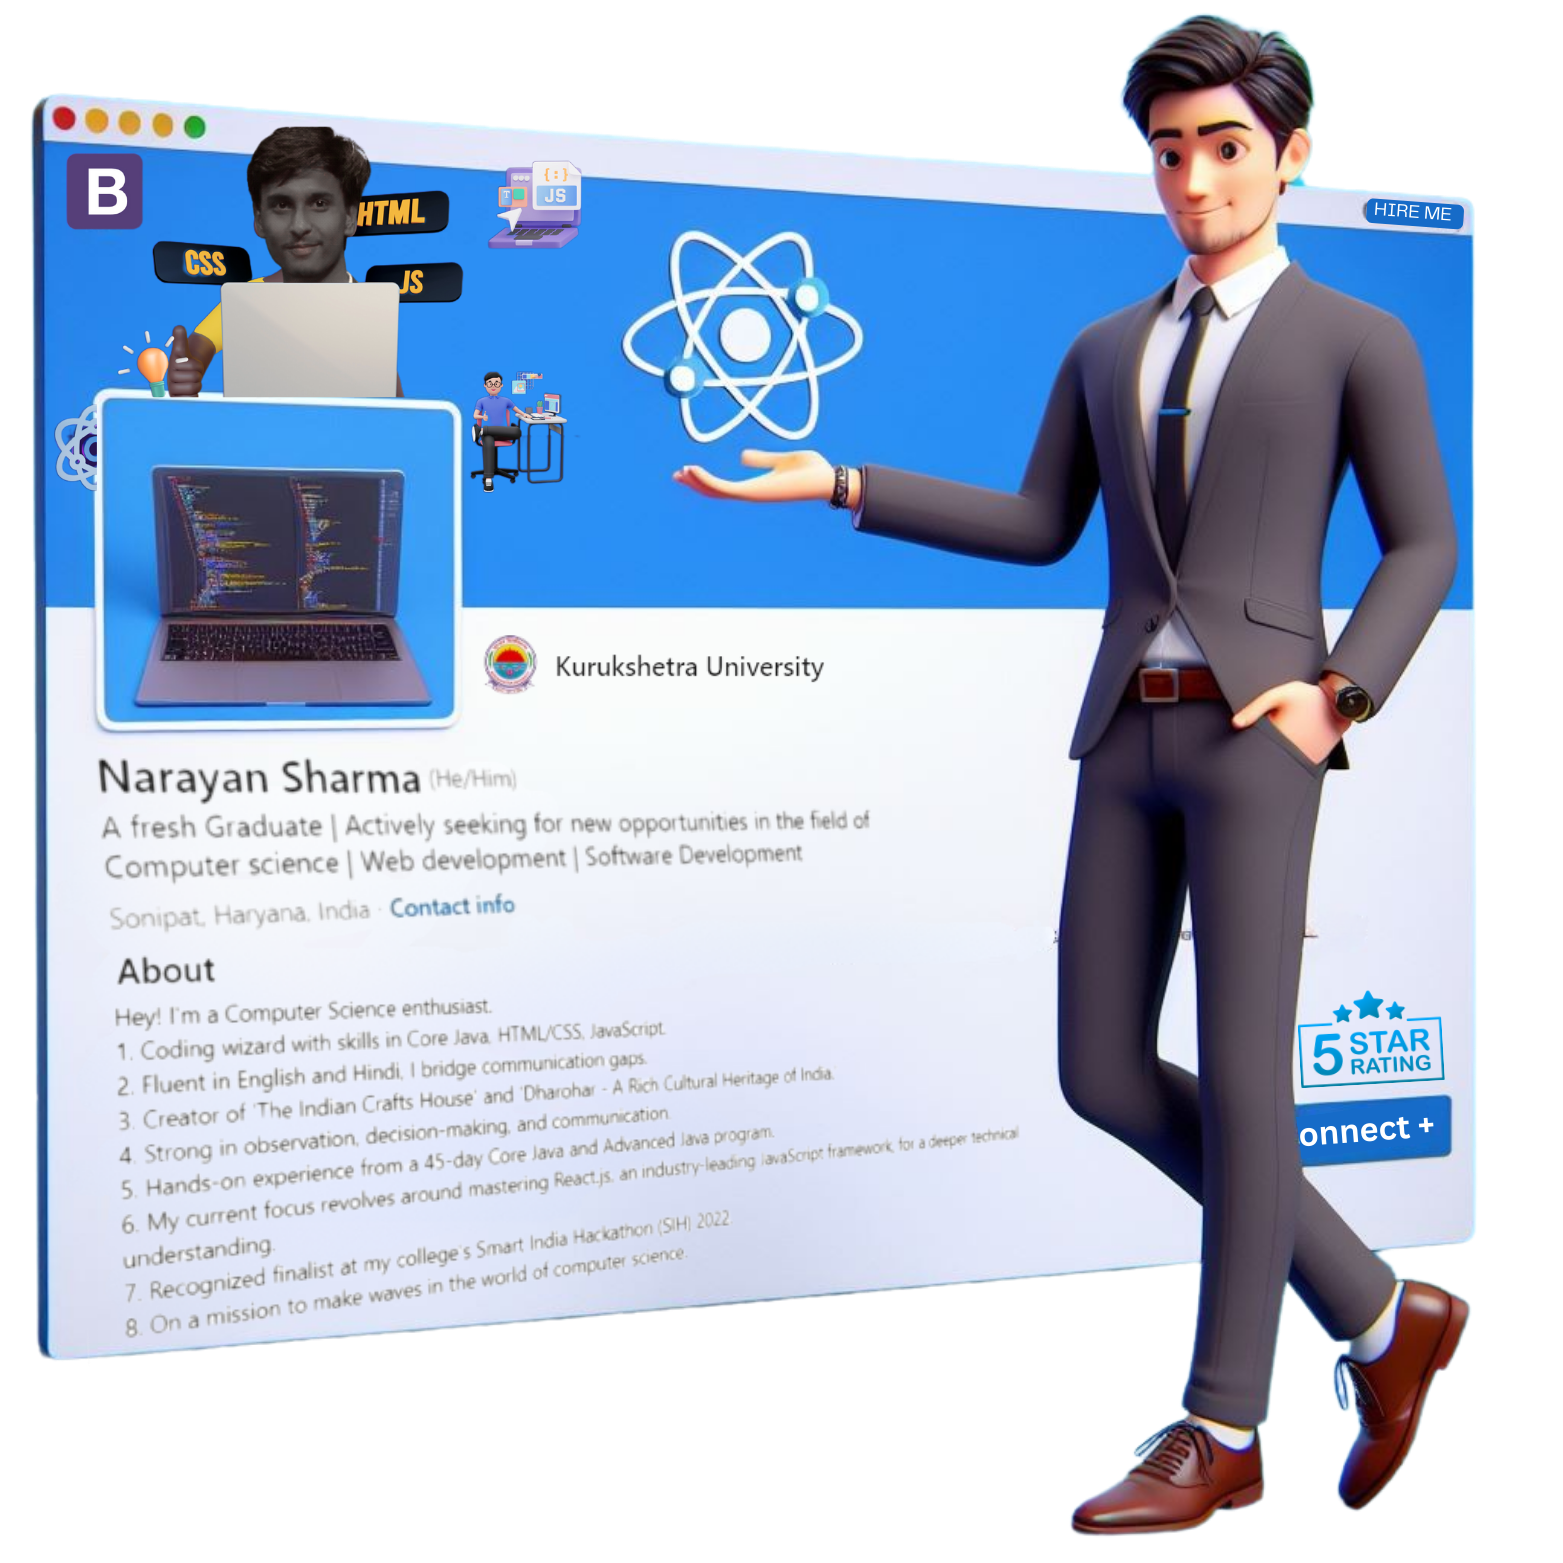 HIRE ME
B
HTML
CSS
JS
{:}
JS
T
Kurukshetra University
Narayan Sharma (He/Him)
A fresh Graduate | Actively seeking for new opportunities in the field of
Computer science | Web development | Software Development
Sonipat, Haryana, India · Contact info
About
Hey! I'm a Computer Science enthusiast.
1. Coding wizard with skills in Core Java, HTML/CSS, JavaScript.
2. Fluent in English and Hindi, I bridge communication gaps.
3. Creator of 'The Indian Crafts House' and 'Dharohar - A Rich Cultural Heritage of India.
4. Strong in observation, decision-making, and communication.
5. Hands-on experience from a 45-day Core Java and Advanced Java program.
6. My current focus revolves around mastering React.js, an industry-leading JavaScript framework, for a deeper technical
understanding.
7. Recognized finalist at my college's Smart India Hackathon (SIH) 2022
8. On a mission to make waves in the world of computer science.
5 STAR
RATING
onnect +